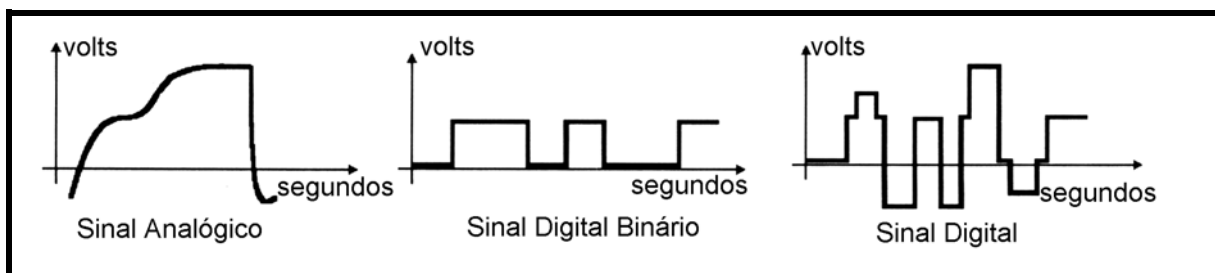 volts
segundos
Sinal Analógico
volts
segundos
Sinal Digital Binário
volts
segundos
Sinal Digital